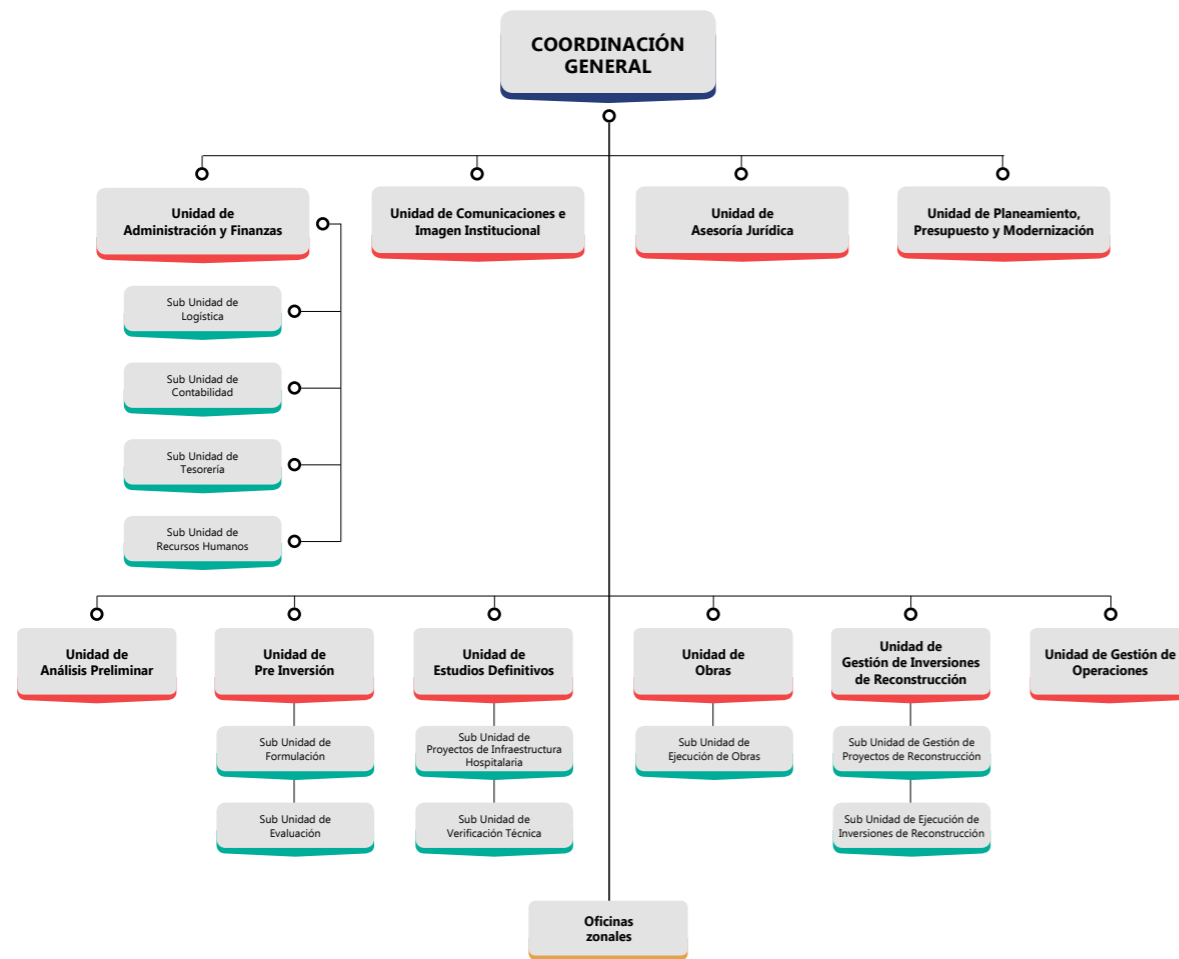 COORDINACIÓN
GENERAL
Unidad de
Administración y Finanzas
Unidad de Comunicaciones e
Imagen Institucional
Unidad de
Asesoría Jurídica
Unidad de Planeamiento,
Presupuesto y Modernización
Sub Unidad de
Logística
Sub Unidad de
Contabilidad
Sub Unidad de
Tesorería
Sub Unidad de
Recursos Humanos
Unidad de
Análisis Preliminar
Unidad de
Pre Inversión
Unidad de
Estudios Definitivos
Unidad de
Obras
Unidad de
Gestión de Inversiones
de Reconstrucción
Unidad de Gestión de
Operaciones
Sub Unidad de
Formulación
Sub Unidad de
Proyectos de Infraestructura
Hospitalaria
Sub Unidad de
Ejecución de Obras
Sub Unidad de Gestión de
Proyectos de Reconstrucción
Sub Unidad de
Evaluación
Sub Unidad de
Verificación Técnica
Sub Unidad de Ejecución de
Inversiones de Reconstrucción
Oficinas
zonales